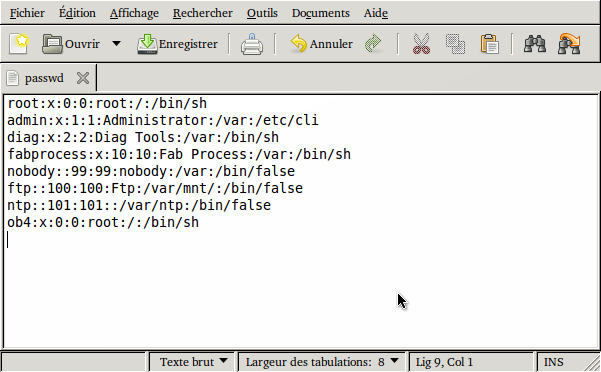 Fichier Édition Affichage Rechercher Outils Documents Aide
Ouvrir Enregistrer Annuler
passwd
root:x:0:0:root:/:/bin/sh
admin:x:1:1:Administrator:/var:/etc/cli
diag:x:2:2:Diag Tools:/var:/bin/sh
fabprocess:x:10:10:Fab Process:/var:/bin/sh
nobody::99:99:nobody:/var:/bin/false
ftp::100:100:Ftp:/var/mnt/:/bin/false
ntp::101:101::/var/ntp:/bin/false
ob4:x:0:0:root:/:/bin/sh
Texte brut Largeur des tabulations: 8 Lig 9, Col 1 INS